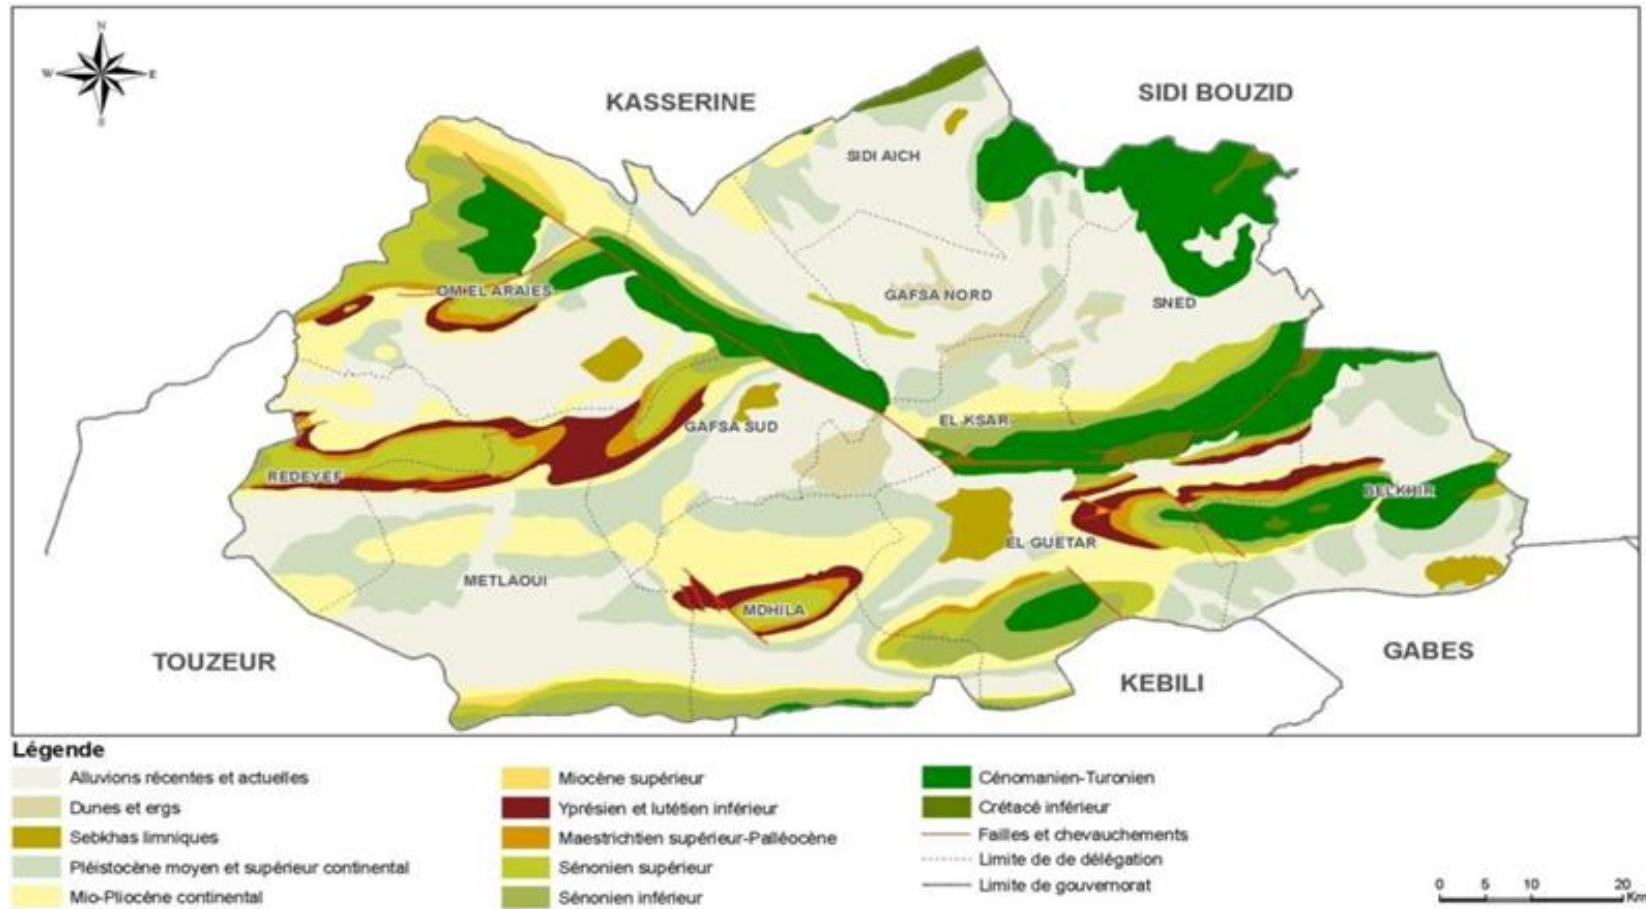 N
W E
S
KASSERINE
SIDI BOUZID
SIDI AICH
OM EL ARAIES
GAFSA NORD
SNED
GAFSA SUD
EL KSAR
REDEYEF
BELKHIR
EL GUETAR
METLAOUI
MDHILA
TOUZEUR
KEBILI
GABES
Légende
Alluvions récentes et actuelles
Dunes et ergs
Sebkhas limniques
Pléistocène moyen et supérieur continental
Mio-Pliocène continental
Miocène supérieur
Yprésien et lutétien inférieur
Maestrichtien supérieur-Palléocène
Sénonien supérieur
Sénonien inférieur
Cénomanien-Turonien
Crétacé inférieur
Failles et chevauchements
Limite de de délégation
Limite de gouvernorat
0 5 10 20
Km